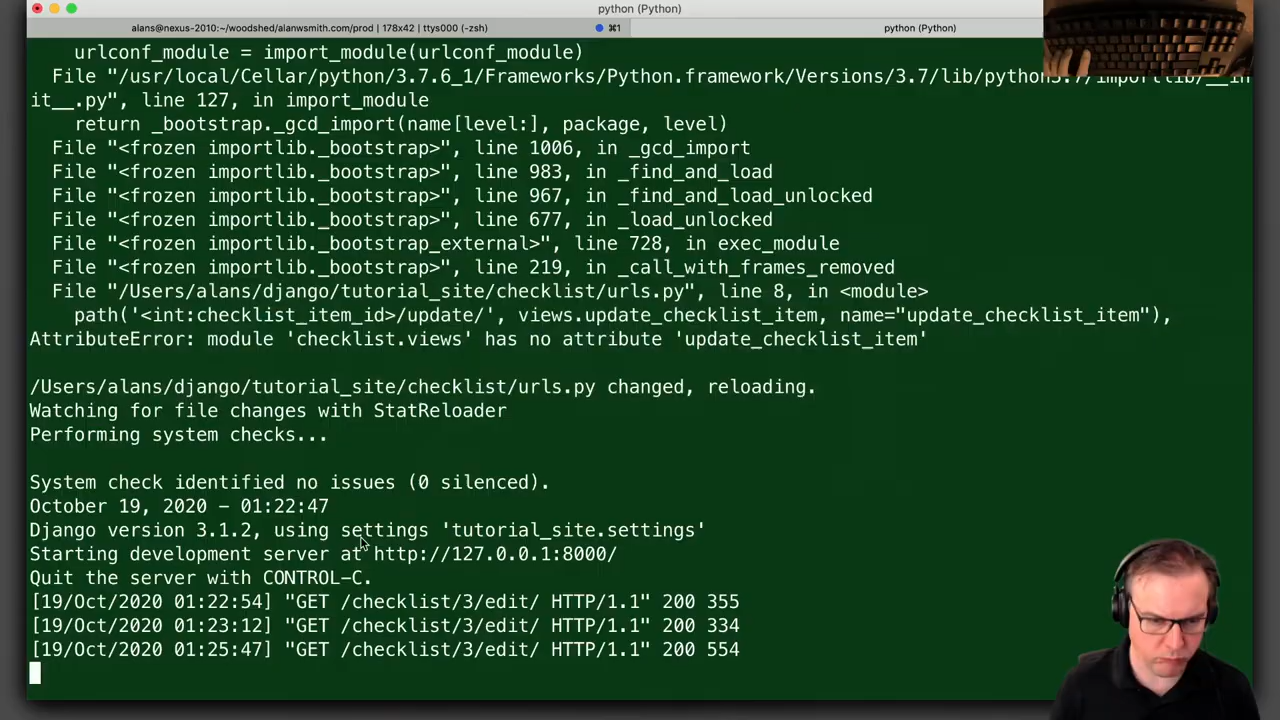 python (Python)
alans@nexus-2010:~/woodshed/alanwsmith.com/prod | 178x42 | ttys000 (-zsh)
⌘1
python (Python)
urlconf_module = import_module(urlconf_module)
File "/usr/local/Cellar/python/3.7.6_1/Frameworks/Python.framework/Versions/3.7/lib/python3.7/importlib/__in
it__.py", line 127, in import_module
return _bootstrap._gcd_import(name[level:], package, level)
File "<frozen importlib._bootstrap>", line 1006, in _gcd_import
File "<frozen importlib._bootstrap>", line 983, in _find_and_load
File "<frozen importlib._bootstrap>", line 967, in _find_and_load_unlocked
File "<frozen importlib._bootstrap>", line 677, in _load_unlocked
File "<frozen importlib._bootstrap_external>", line 728, in exec_module
File "<frozen importlib._bootstrap>", line 219, in _call_with_frames_removed
File "/Users/alans/django/tutorial_site/checklist/urls.py", line 8, in <module>
path('<int:checklist_item_id>/update/', views.update_checklist_item, name="update_checklist_item"),
AttributeError: module 'checklist.views' has no attribute 'update_checklist_item'
/Users/alans/django/tutorial_site/checklist/urls.py changed, reloading.
Watching for file changes with StatReloader
Performing system checks...
System check identified no issues (0 silenced).
October 19, 2020 - 01:22:47
Django version 3.1.2, using settings 'tutorial_site.settings'
Starting development server at http://127.0.0.1:8000/
Quit the server with CONTROL-C.
[19/Oct/2020 01:22:54] "GET /checklist/3/edit/ HTTP/1.1" 200 355
[19/Oct/2020 01:23:12] "GET /checklist/3/edit/ HTTP/1.1" 200 334
[19/Oct/2020 01:25:47] "GET /checklist/3/edit/ HTTP/1.1" 200 554